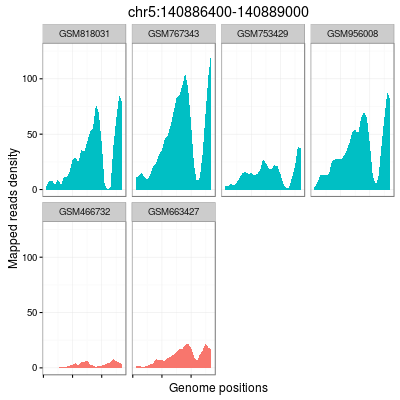 chr5:140886400-140889000
GSM818031 GSM767343 GSM753429 GSM956008
100
50
0
GSM466732 GSM663427
100
50
0
Mapped reads density
Genome positions